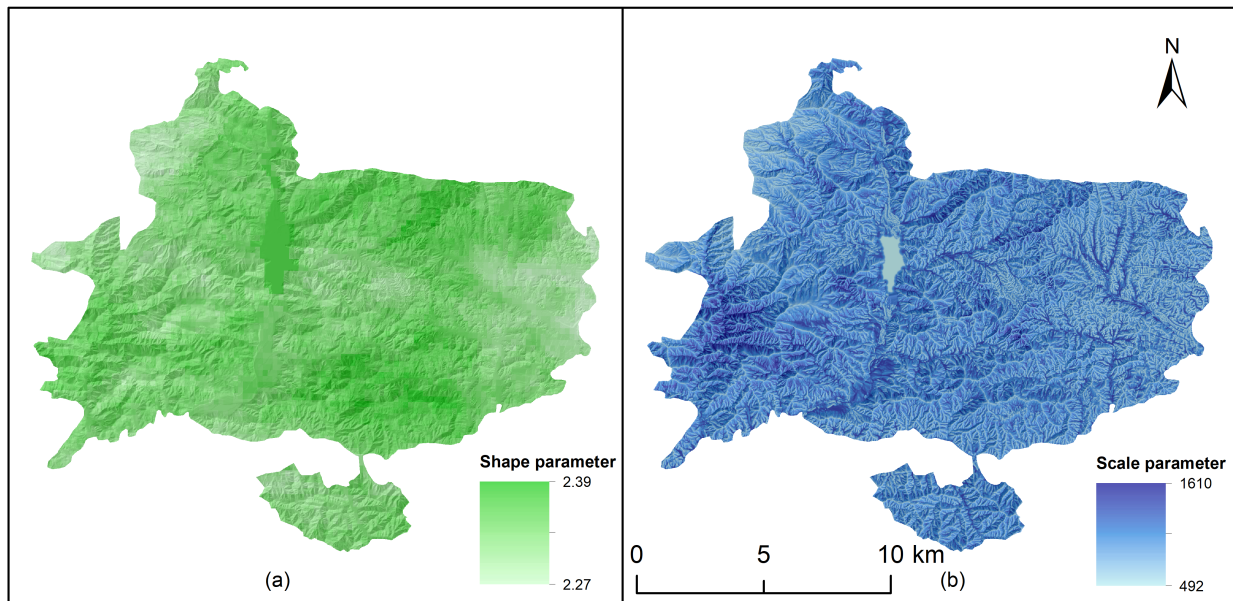 Shape parameter
2.39
2.27
(a)
N
Scale parameter
1610
492
0 5 10 km
(b)